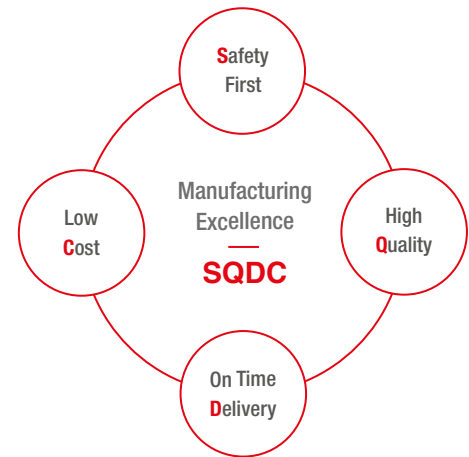 Safety
First
Manufacturing
Excellence
SQDC
Low
Cost
High
Quality
On Time
Delivery